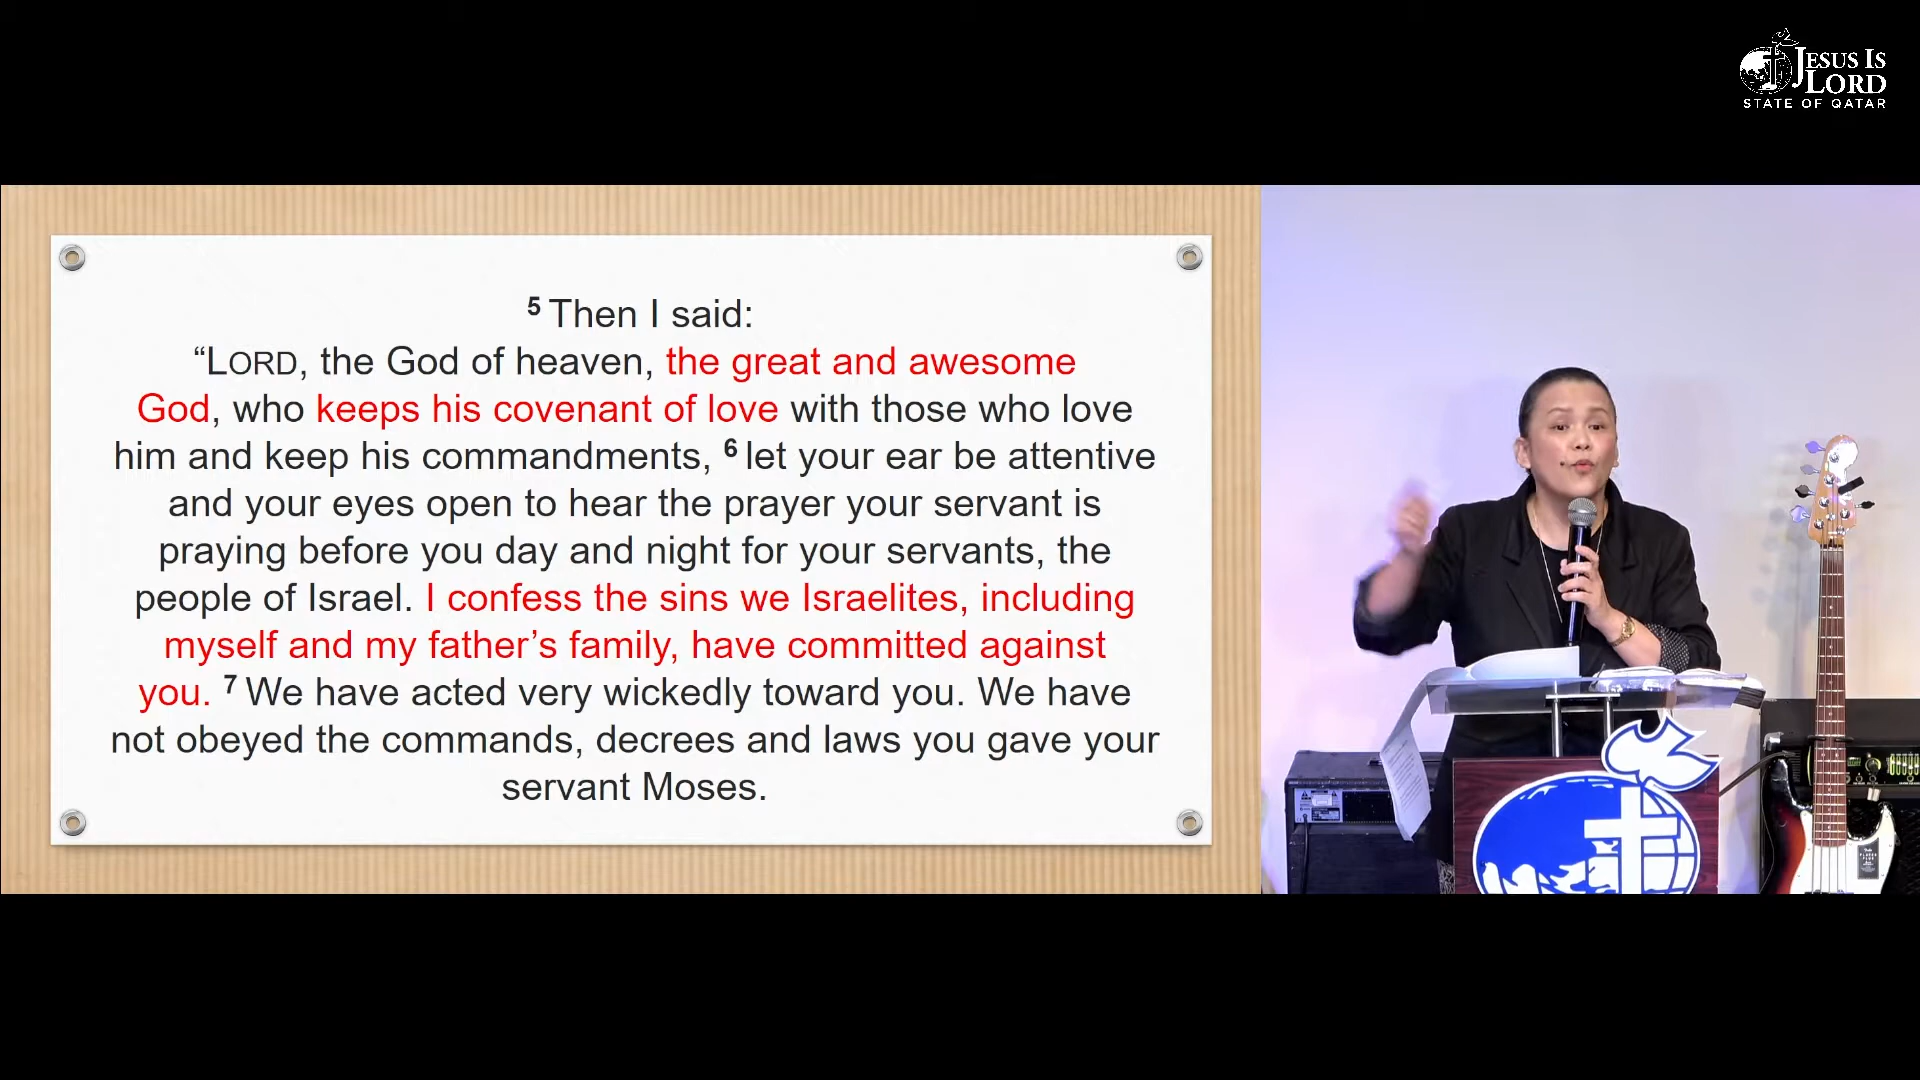 JESUS IS
LORD
STATE OF QATAR
5 Then I said:
“LORD, the God of heaven, the great and awesome
God, who keeps his covenant of love with those who love
him and keep his commandments, 6 let your ear be attentive
and your eyes open to hear the prayer your servant is
praying before you day and night for your servants, the
people of Israel. I confess the sins we Israelites, including
myself and my father’s family, have committed against
you. 7 We have acted very wickedly toward you. We have
not obeyed the commands, decrees and laws you gave your
servant Moses.